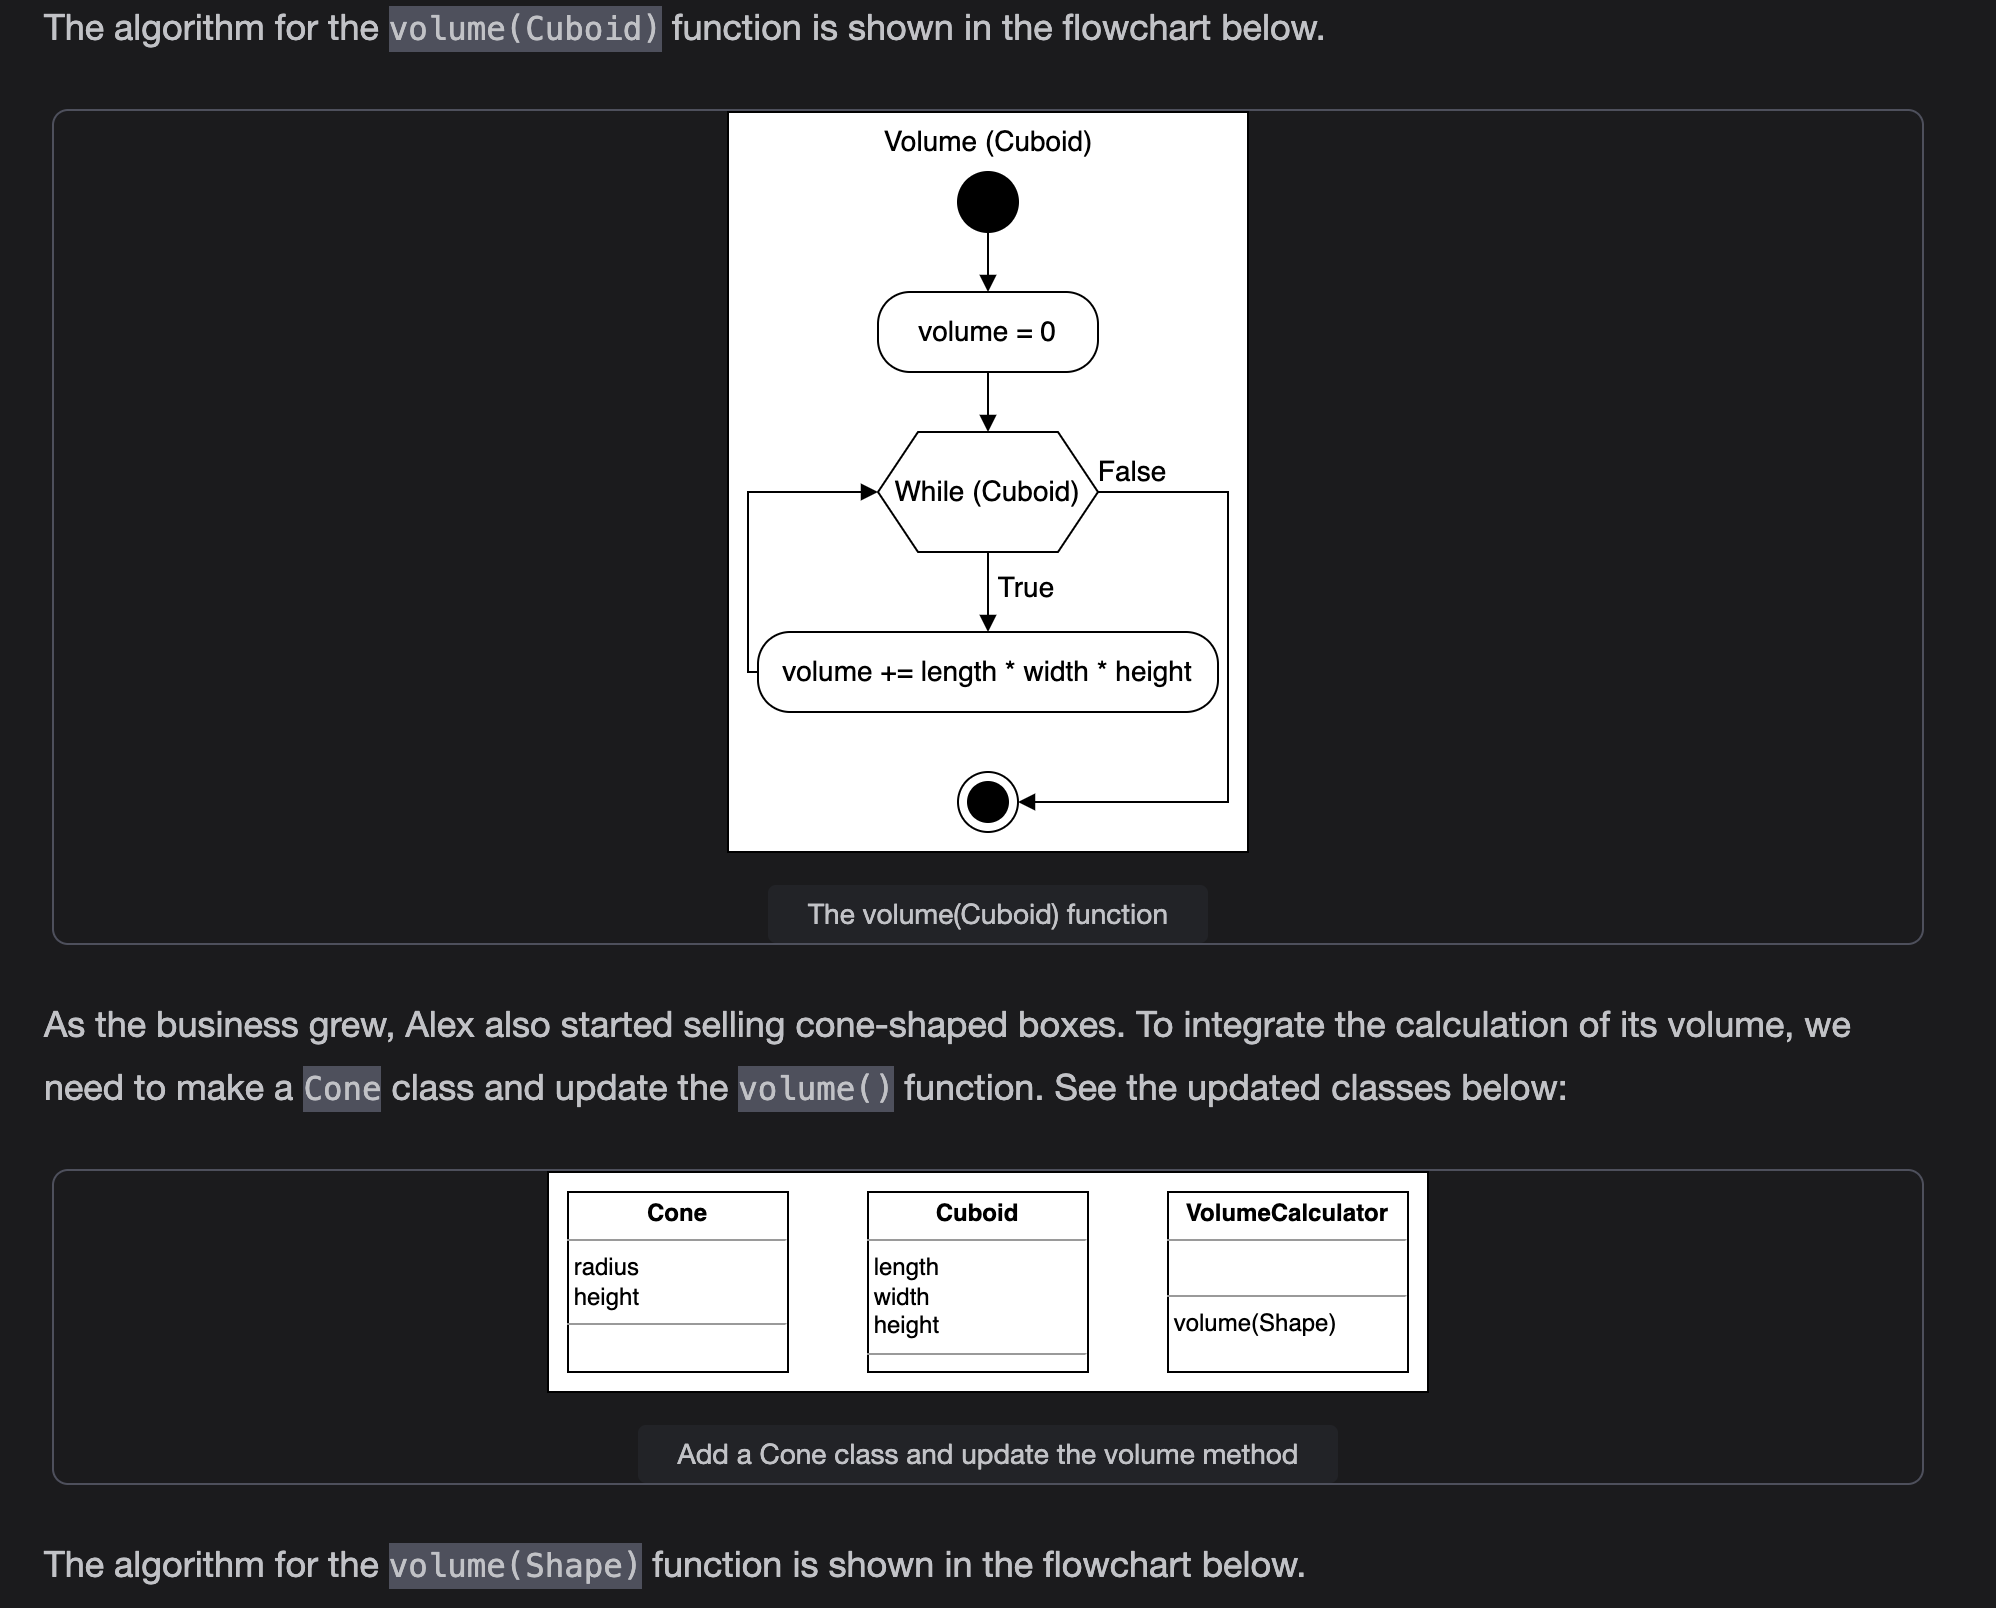 The algorithm for the volume(Cuboid) function is shown in the flowchart below.
Volume (Cuboid)
volume = 0
While (Cuboid)
False
True
volume += length * width * height
The volume(Cuboid) function
As the business grew, Alex also started selling cone-shaped boxes. To integrate the calculation of its volume, we
need to make a Cone class and update the volume() function. See the updated classes below:
Cone
radius
height
Cuboid
length
width
height
VolumeCalculator
volume(Shape)
Add a Cone class and update the volume method
The algorithm for the volume(Shape) function is shown in the flowchart below.